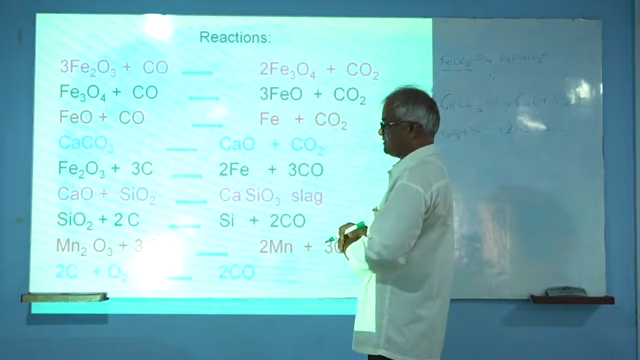 Reactions:
3Fe₂O₃ + CO — 2Fe₃O₄ + CO₂
Fe₃O₄ + CO — 3FeO + CO₂
FeO + CO — Fe + CO₂
CaCO₃ — CaO + CO₂
Fe₂O₃ + 3C — 2Fe + 3CO
CaO + SiO₂ — CaSiO₃ slag
SiO₂ + 2C — Si + 2CO
Mn₂O₃ + 3 — 2Mn + 3
2C + O₂ — 2CO